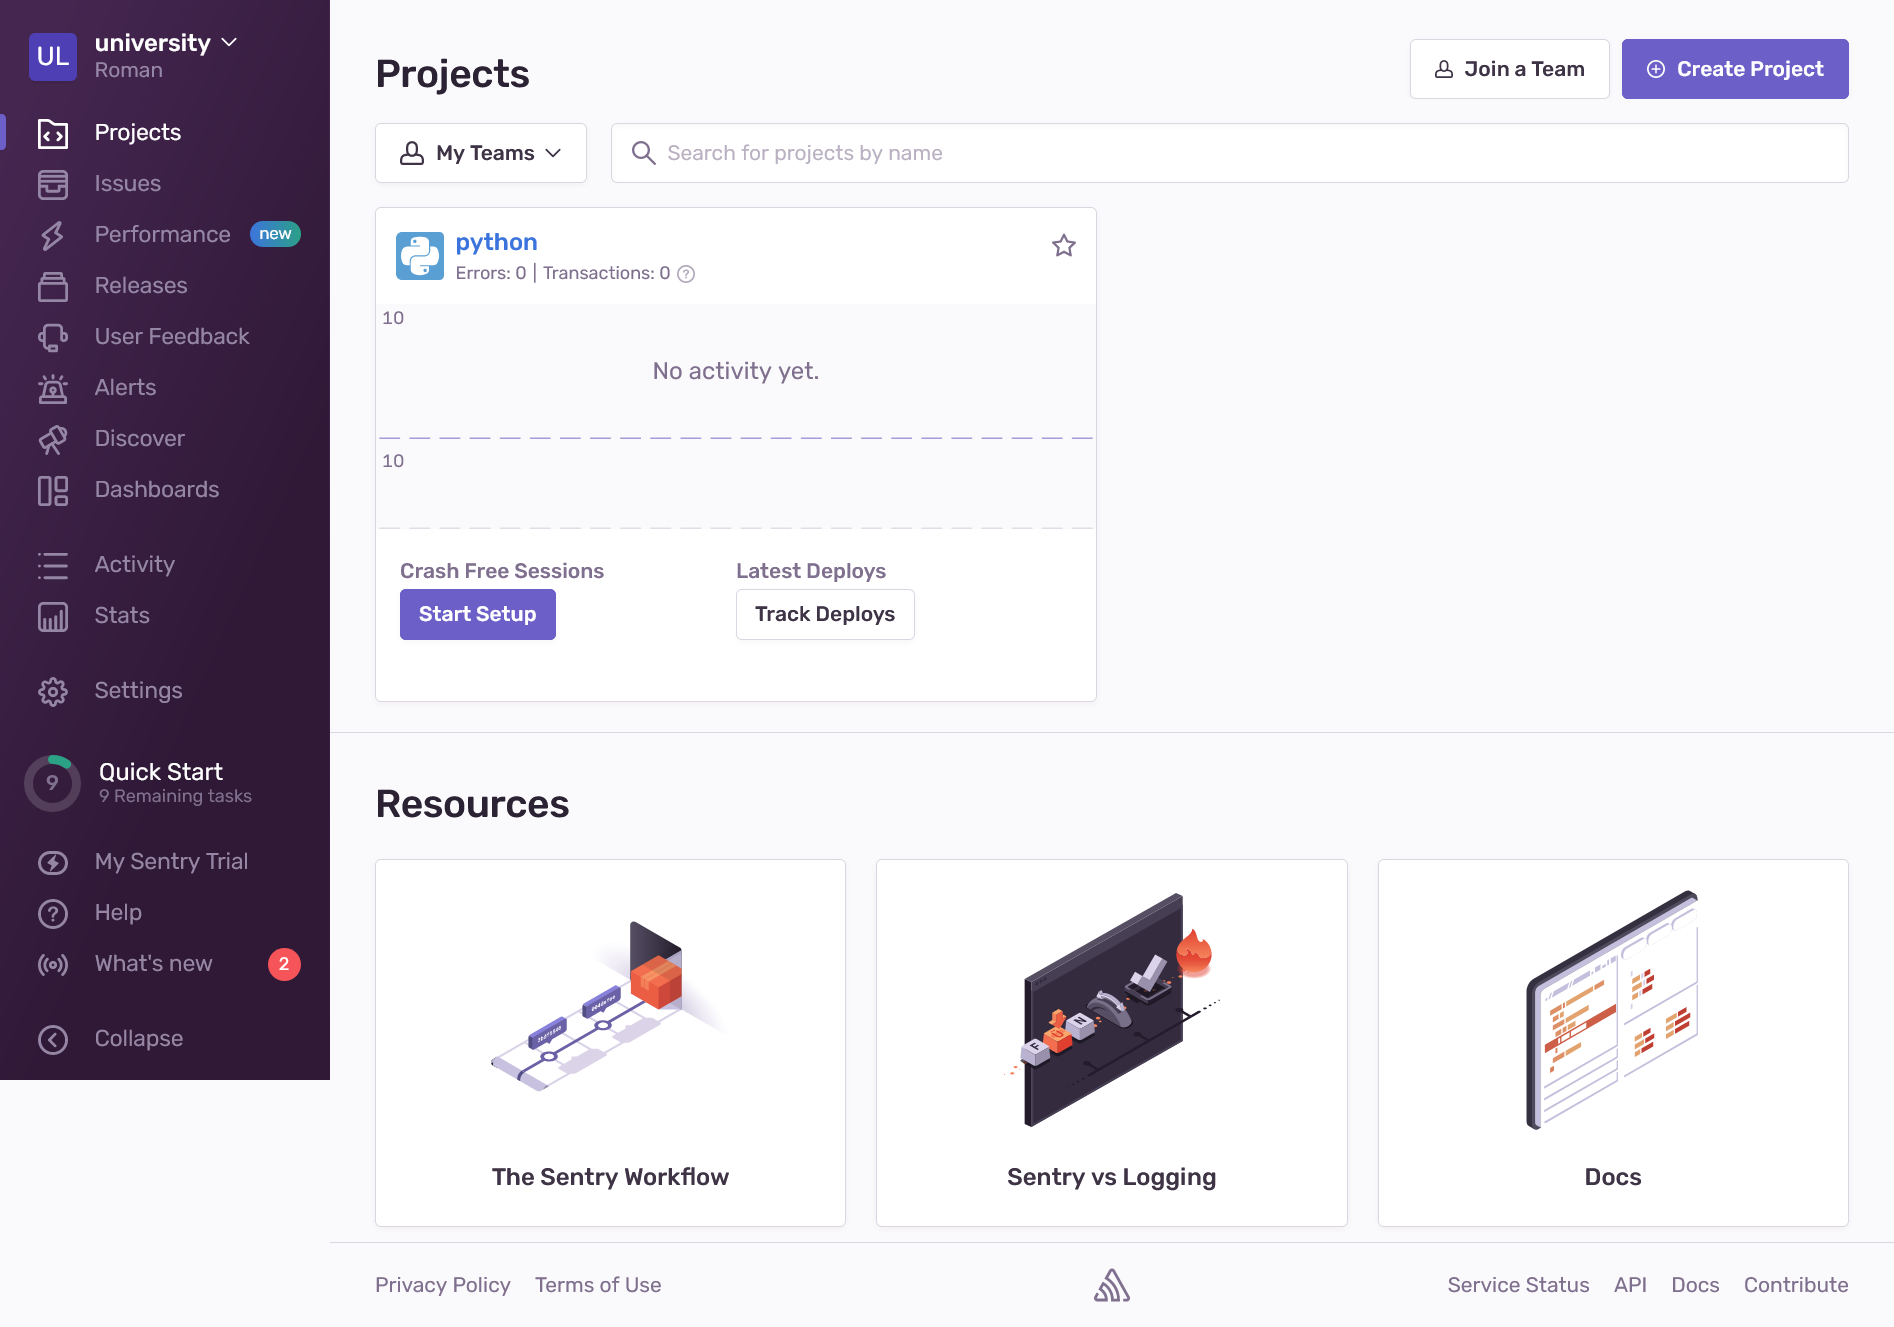 UL
university
Roman
Projects
Issues
Performance new
Releases
User Feedback
Alerts
Discover
Dashboards
Activity
Stats
Settings
9
Quick Start
9 Remaining tasks
My Sentry Trial
Help
What's new 2
Collapse
Projects
Join a Team
Create Project
My Teams
Search for projects by name
python
Errors: 0 | Transactions: 0 ?
10
No activity yet.
10
Crash Free Sessions
Start Setup
Latest Deploys
Track Deploys
Resources
The Sentry Workflow
F U N
Sentry vs Logging
Docs
Privacy Policy Terms of Use
Service Status API Docs Contribute